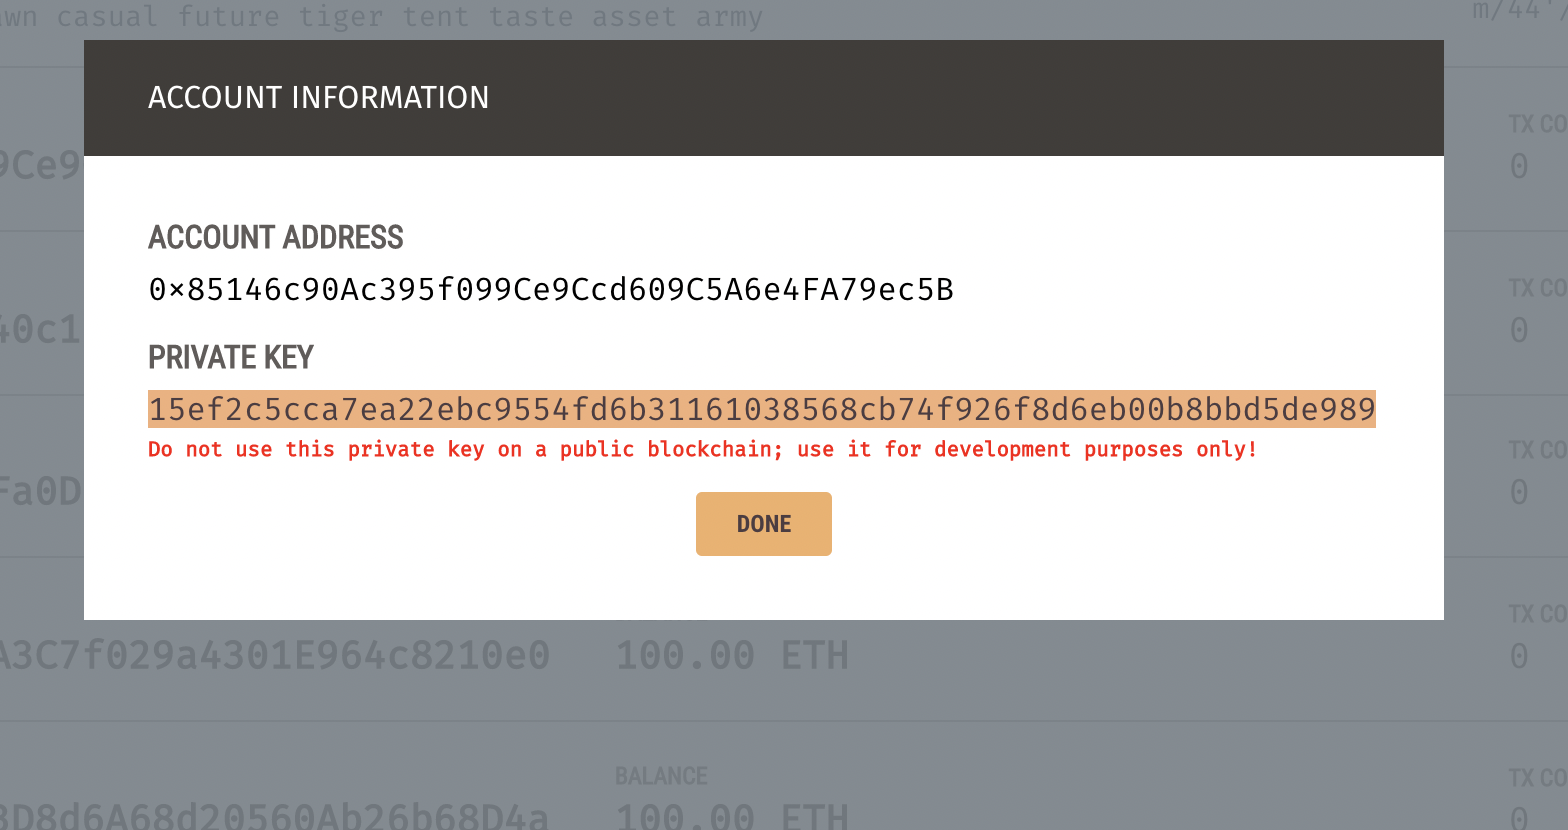 casual future tiger tent taste asset army
m/44'/
ACCOUNT INFORMATION
TX CO
9Ce9
0
ACCOUNT ADDRESS
0×85146c90Ac395f099Ce9Ccd609C5A6e4FA79ec5B
TX CO
40c1
0
PRIVATE KEY
15ef2c5cca7ea22ebc9554fd6b31161038568cb74f926f8d6eb00b8bbd5de989
Do not use this private key on a public blockchain; use it for development purposes only!
TX CO
Fa0D
0
DONE
TX CO
A3C7f029a4301E964c8210e0 100.00 ETH
0
BALANCE
TX CO
3D8d6A68d20560Ab26b68D4a 100.00 ETH
0